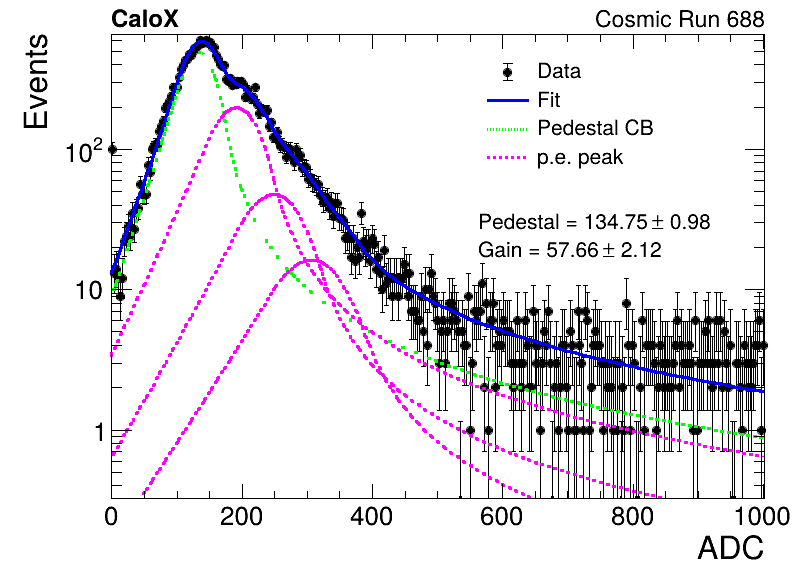 CaloX Cosmic Run 688
Events
Data
Fit
Pedestal CB
p.e. peak
Pedestal = 134.75 ± 0.98
Gain = 57.66 ± 2.12
10²
10
1
0 200 400 600 800 1000
ADC